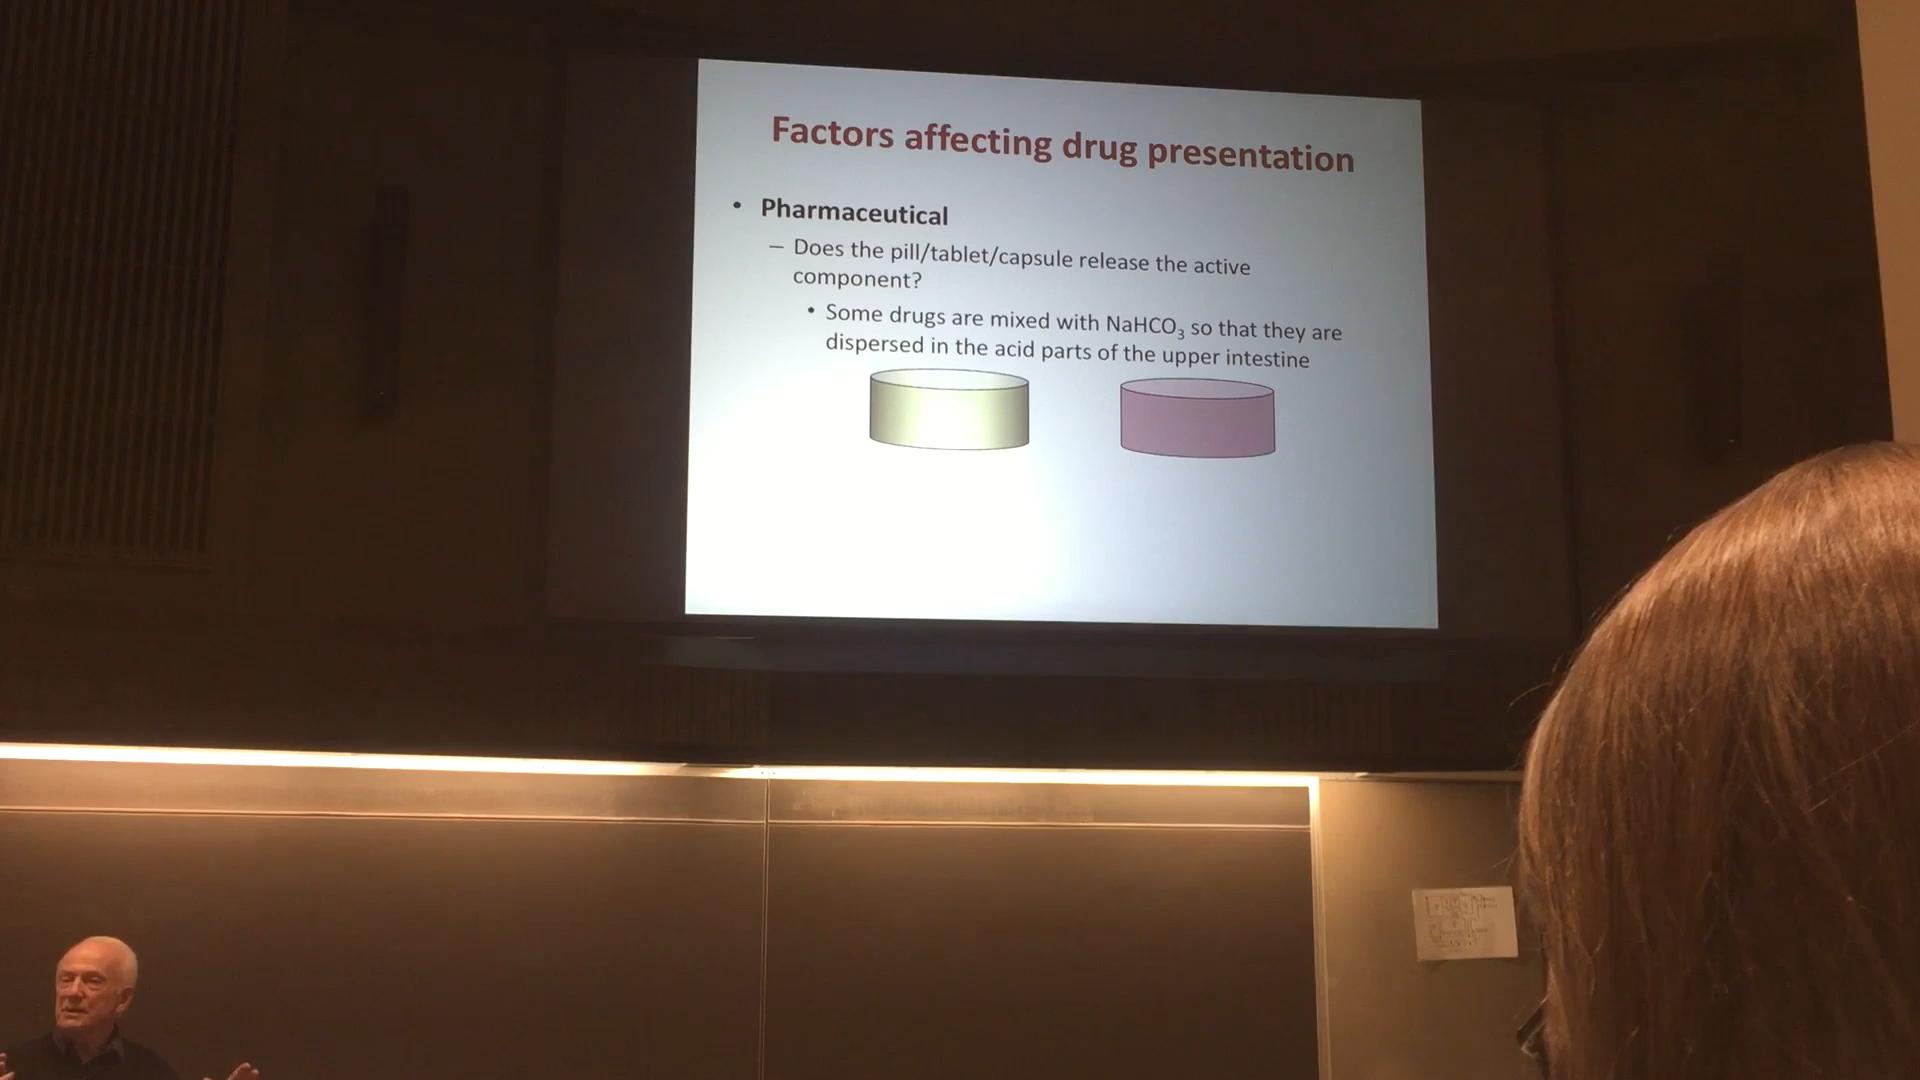 Factors affecting drug presentation
• Pharmaceutical
– Does the pill/tablet/capsule release the active
component?
• Some drugs are mixed with NaHCO₃ so that they are
dispersed in the acid parts of the upper intestine